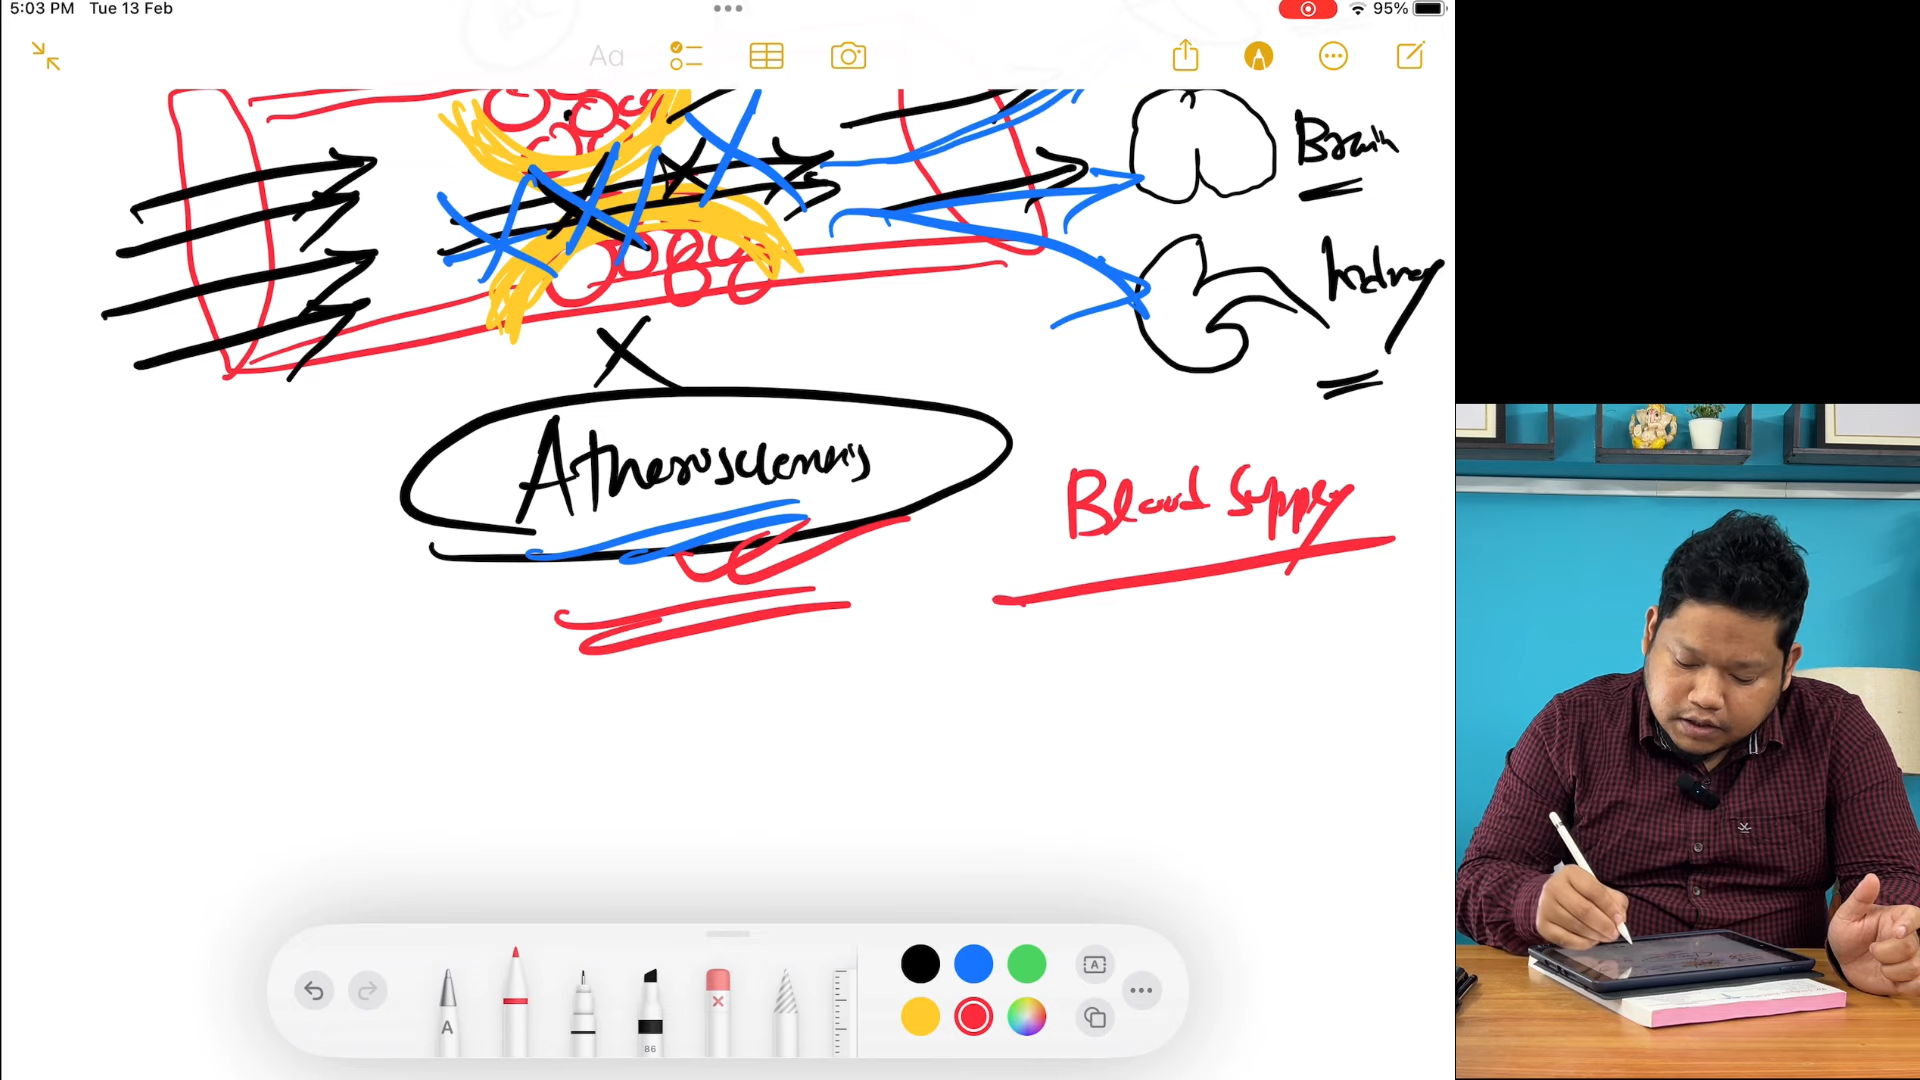 5:03 PM Tue 13 Feb
95%
Aa
Brain
kidney
Atherosclerosis
Blood Supply
A
A
86